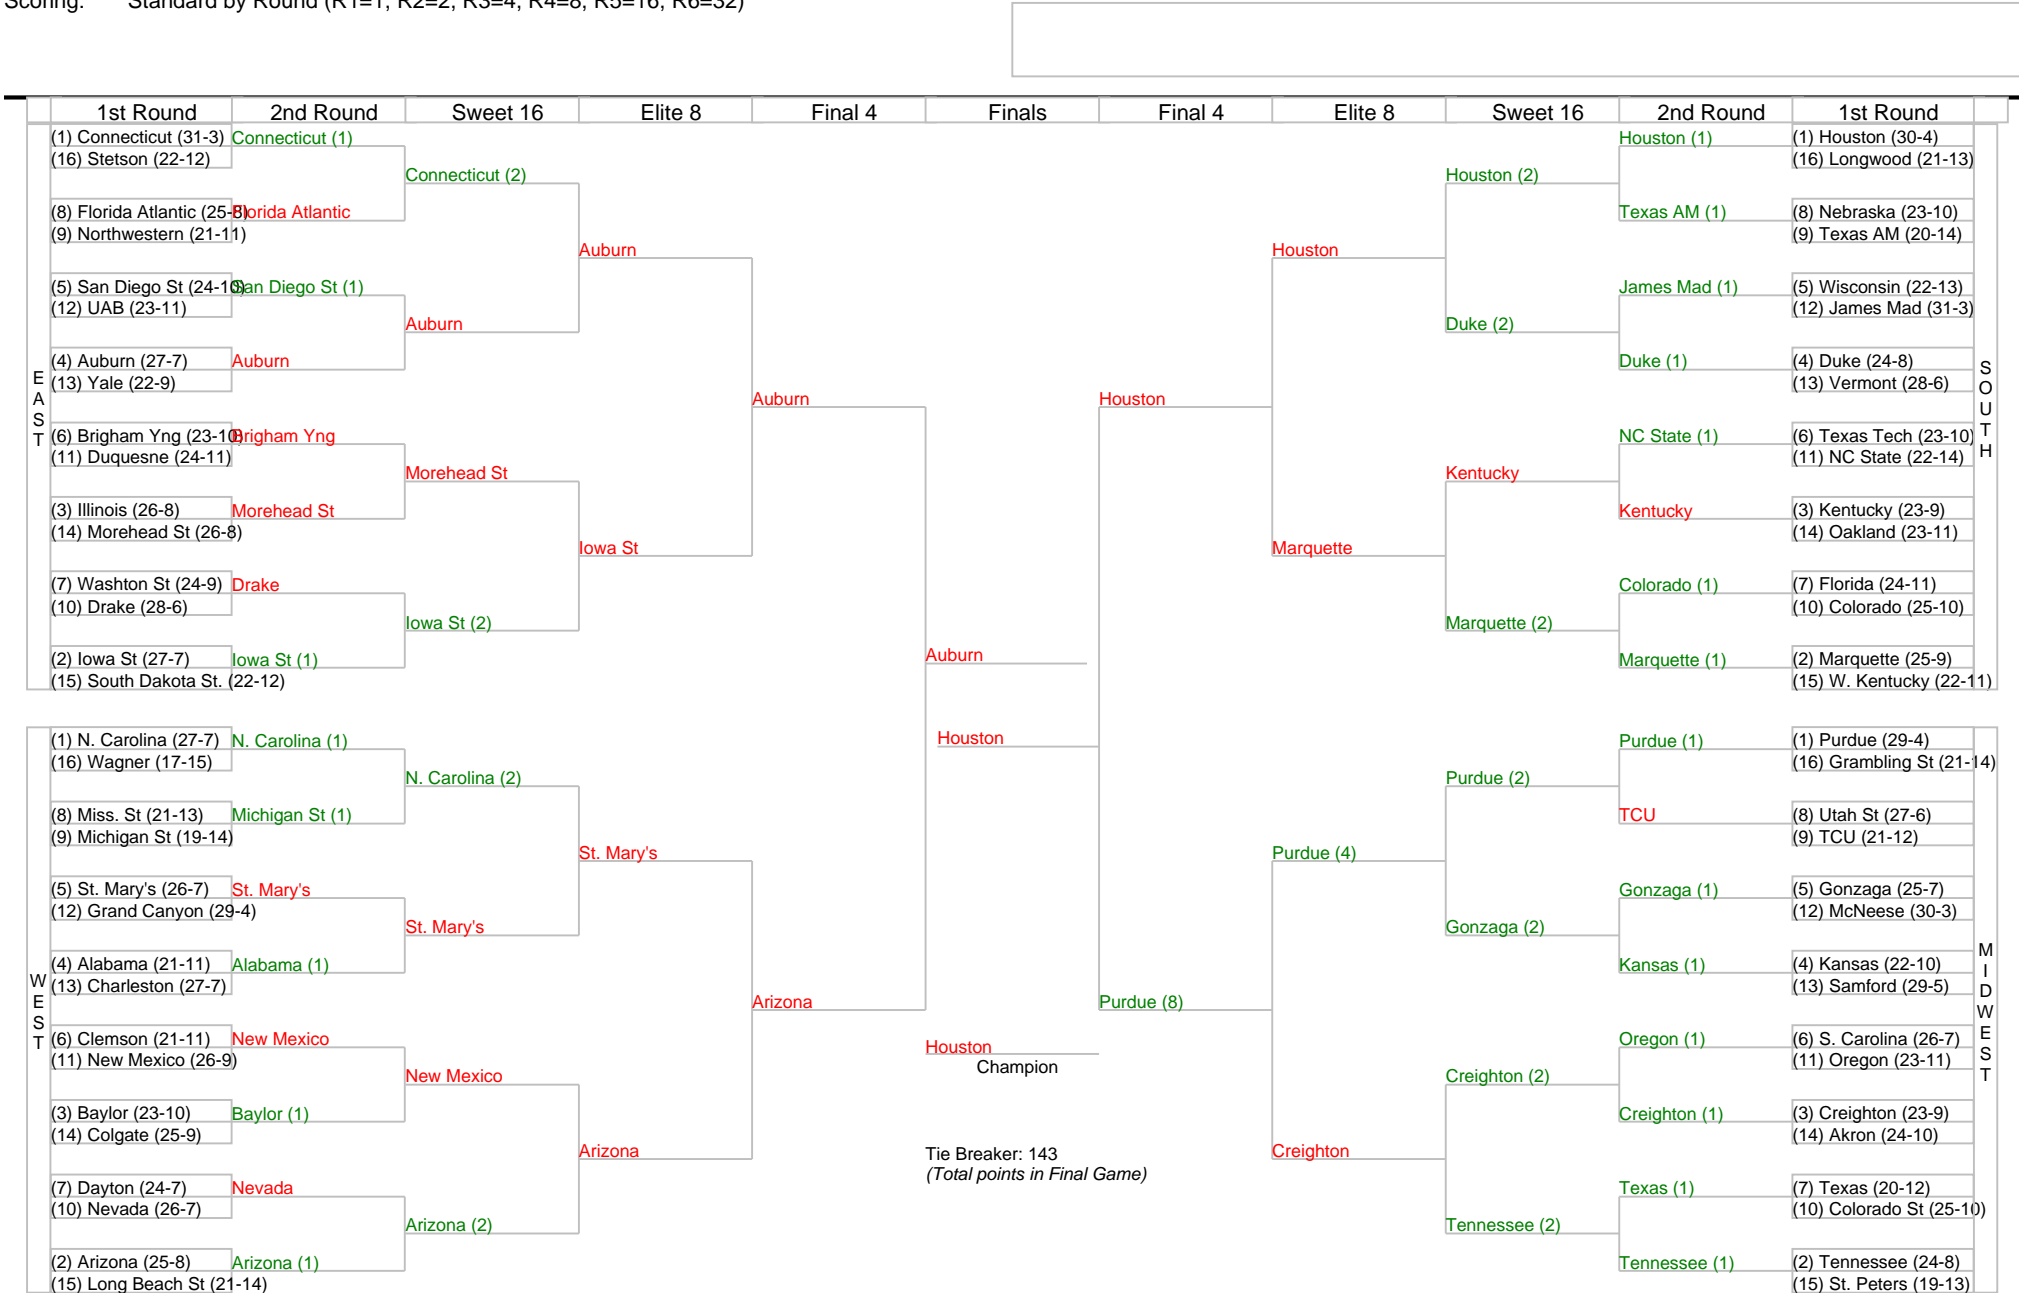 Scoring: Standard by Round (R1=1, R2=2, R3=4, R4=8, R5=16, R6=32)
1st Round 2nd Round Sweet 16 Elite 8 Final 4 Finals Final 4 Elite 8 Sweet 16 2nd Round 1st Round
EAST
(1) Connecticut (31-3)
(16) Stetson (22-12)
(8) Florida Atlantic (25-8)
(9) Northwestern (21-11)
(5) San Diego St (24-10)
(12) UAB (23-11)
(4) Auburn (27-7)
(13) Yale (22-9)
(6) Brigham Yng (23-10)
(11) Duquesne (24-11)
(3) Illinois (26-8)
(14) Morehead St (26-8)
(7) Washton St (24-9)
(10) Drake (28-6)
(2) Iowa St (27-7)
(15) South Dakota St. (22-12)
Connecticut (1)
Florida Atlantic
San Diego St (1)
Auburn
Brigham Yng
Morehead St
Drake
Iowa St (1)
Connecticut (2)
Auburn
Morehead St
Iowa St (2)
Auburn
Iowa St
Auburn
WEST
(1) N. Carolina (27-7)
(16) Wagner (17-15)
(8) Miss. St (21-13)
(9) Michigan St (19-14)
(5) St. Mary's (26-7)
(12) Grand Canyon (29-4)
(4) Alabama (21-11)
(13) Charleston (27-7)
(6) Clemson (21-11)
(11) New Mexico (26-9)
(3) Baylor (23-10)
(14) Colgate (25-9)
(7) Dayton (24-7)
(10) Nevada (26-7)
(2) Arizona (25-8)
(15) Long Beach St (21-14)
N. Carolina (1)
Michigan St (1)
St. Mary's
Alabama (1)
New Mexico
Baylor (1)
Nevada
Arizona (1)
N. Carolina (2)
St. Mary's
New Mexico
Arizona (2)
St. Mary's
Arizona
Arizona
Auburn
Houston
Houston
Champion
Tie Breaker: 143
(Total points in Final Game)
Houston
Houston
Marquette
Houston (2)
Duke (2)
Kentucky
Marquette (2)
Houston (1)
Texas AM (1)
James Mad (1)
Duke (1)
NC State (1)
Kentucky
Colorado (1)
Marquette (1)
(1) Houston (30-4)
(16) Longwood (21-13)
(8) Nebraska (23-10)
(9) Texas AM (20-14)
(5) Wisconsin (22-13)
(12) James Mad (31-3)
(4) Duke (24-8)
(13) Vermont (28-6)
(6) Texas Tech (23-10)
(11) NC State (22-14)
(3) Kentucky (23-9)
(14) Oakland (23-11)
(7) Florida (24-11)
(10) Colorado (25-10)
(2) Marquette (25-9)
(15) W. Kentucky (22-11)
SOUTH
Purdue (8)
Purdue (4)
Creighton
Purdue (2)
Gonzaga (2)
Creighton (2)
Tennessee (2)
Purdue (1)
TCU
Gonzaga (1)
Kansas (1)
Oregon (1)
Creighton (1)
Texas (1)
Tennessee (1)
(1) Purdue (29-4)
(16) Grambling St (21-14)
(8) Utah St (27-6)
(9) TCU (21-12)
(5) Gonzaga (25-7)
(12) McNeese (30-3)
(4) Kansas (22-10)
(13) Samford (29-5)
(6) S. Carolina (26-7)
(11) Oregon (23-11)
(3) Creighton (23-9)
(14) Akron (24-10)
(7) Texas (20-12)
(10) Colorado St (25-10)
(2) Tennessee (24-8)
(15) St. Peters (19-13)
MIDWEST